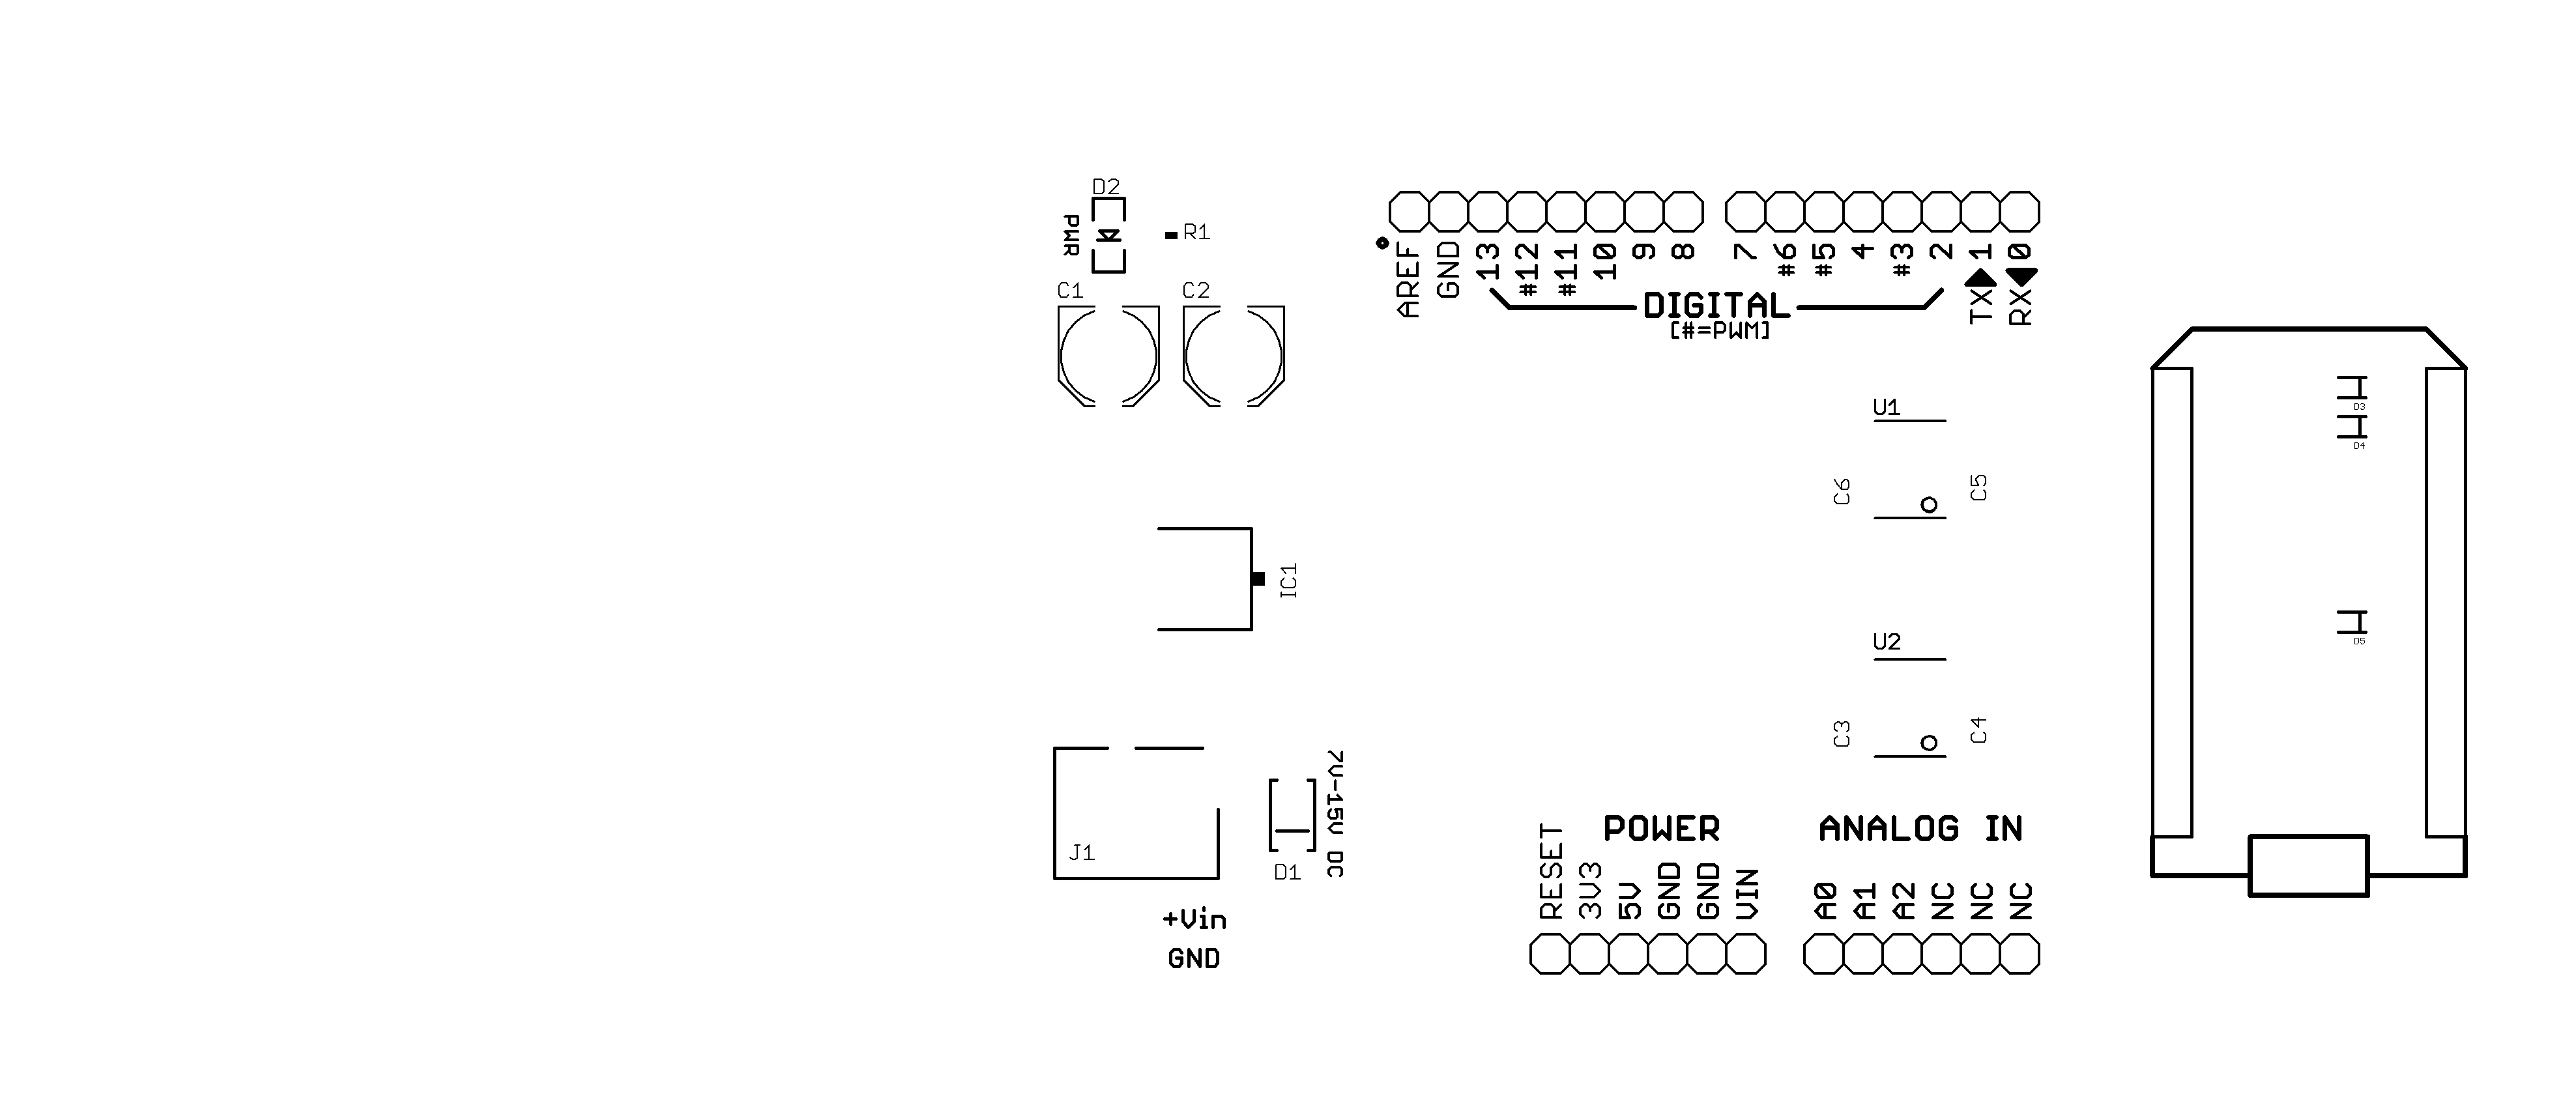 D2
PWR
R1
C1
C2
AREF
GND
13
#12
#11
10
9
8
7
#6
#5
4
#3
2
1
0
TX
RX
DIGITAL
[#=PWM]
U1
C6
C5
IC1
U2
C3
C4
D3
D4
D5
J1
D1
7V-15V DC
+Vin
GND
POWER
RESET
3V3
5V
GND
GND
VIN
ANALOG IN
A0
A1
A2
NC
NC
NC